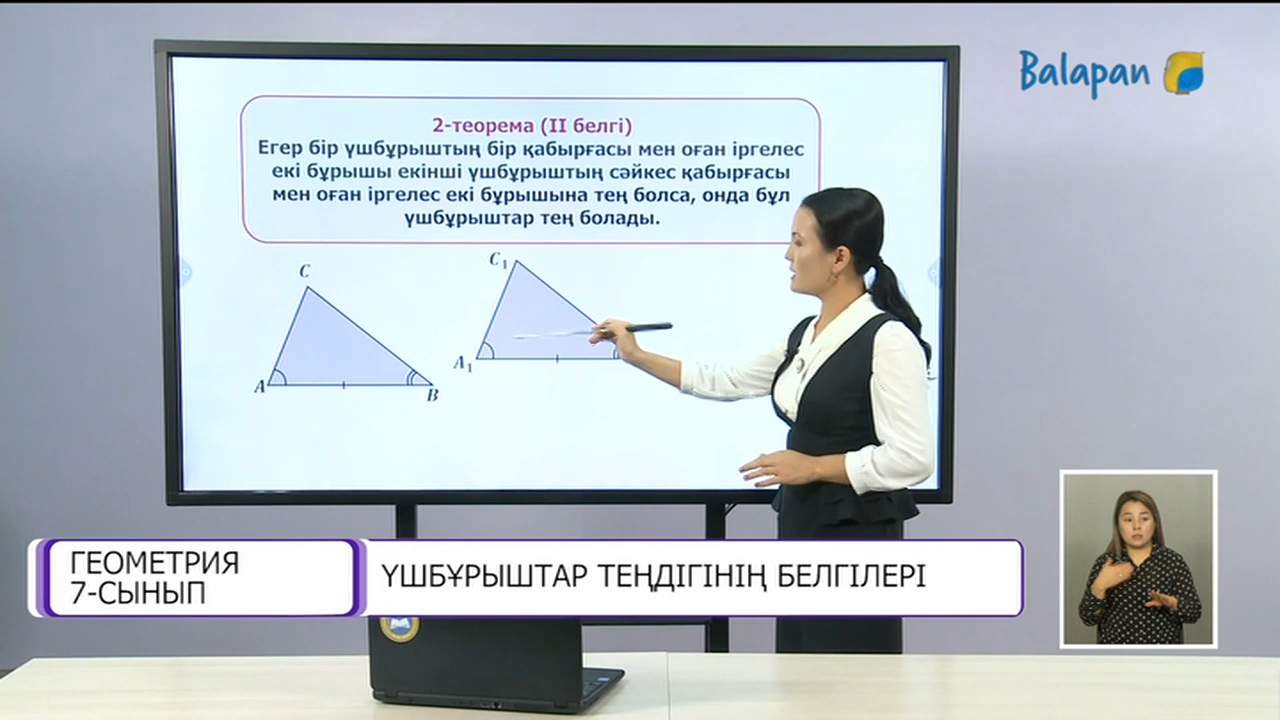 Balapan
2-теорема (II белгі)
Егер бір үшбұрыштың бір қабырғасы мен оған іргелес
екі бұрышы екінші үшбұрыштың сәйкес қабырғасы
мен оған іргелес екі бұрышына тең болса, онда бұл
үшбұрыштар тең болады.
C
C₁
A
B
A₁
ГЕОМЕТРИЯ
7-СЫНЫП
ҮШБҰРЫШТАР ТЕҢДІГІНІҢ БЕЛГІЛЕРІ